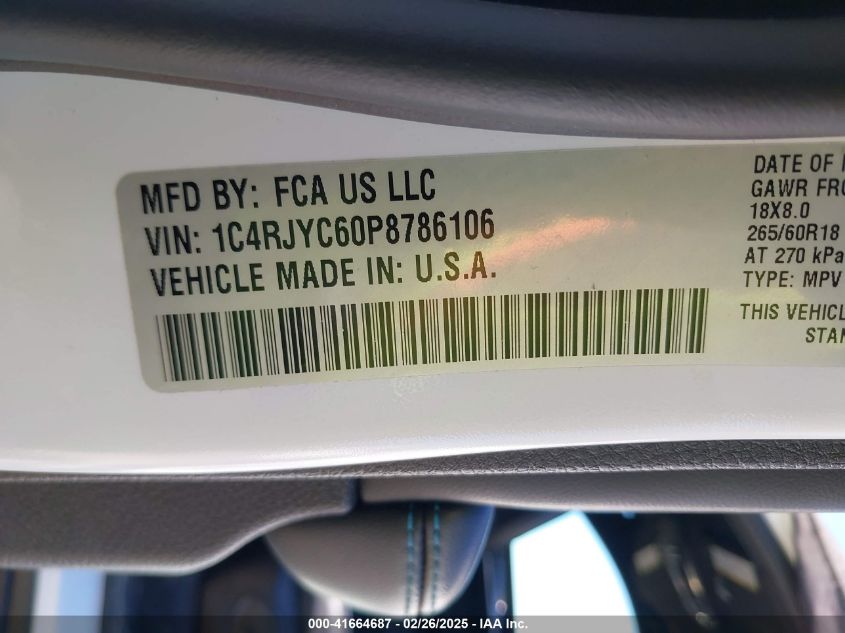 MFD BY: FCA US LLC
VIN: 1C4RJYC60P8786106
VEHICLE MADE IN: U.S.A.
DATE OF
GAWR FRO
18X8.0
265/60R18
AT 270 kPa
TYPE: MPV
THIS VEHICL
STAN
000-41664687 - 02/26/2025 - IAA Inc.